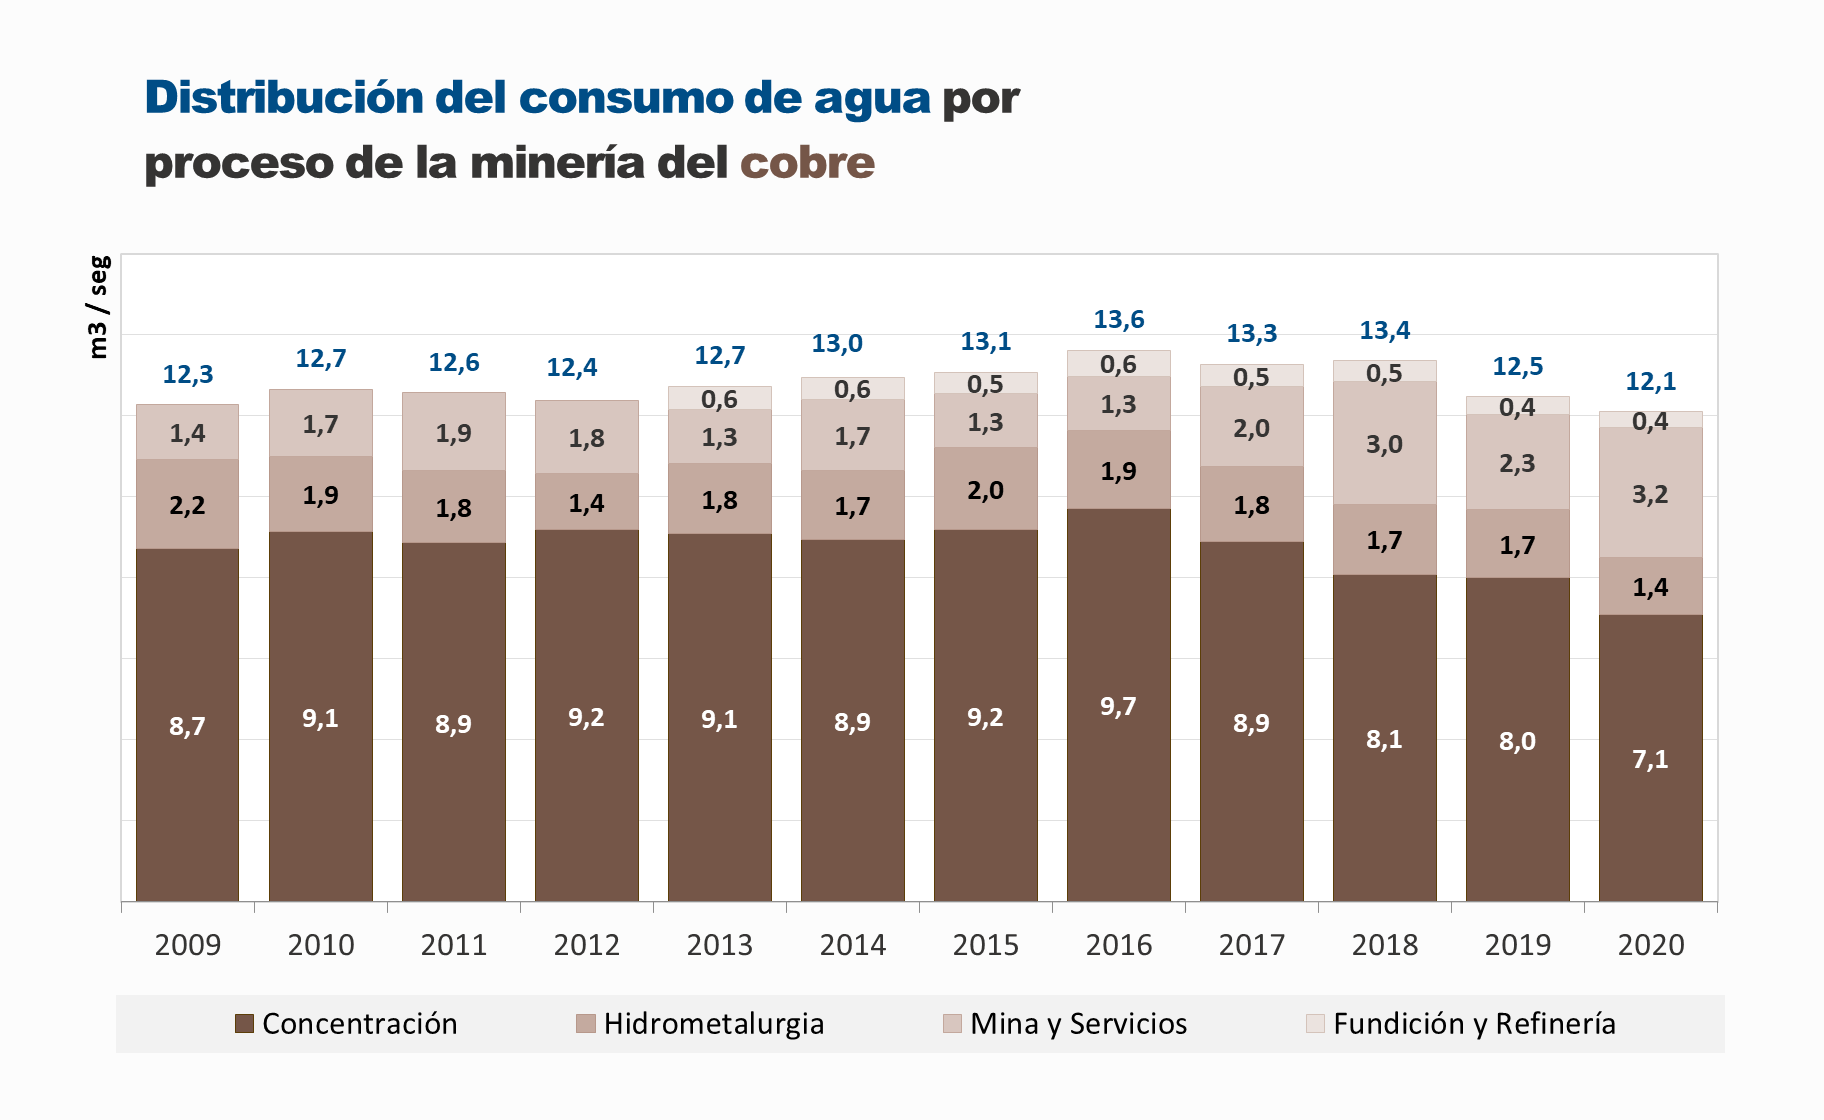 Distribución del consumo de agua por
proceso de la minería del cobre
m3 / seg
12,3 12,7 12,6 12,4 12,7 13,0 13,1 13,6 13,3 13,4 12,5 12,1
0,6 0,6 0,5 0,6 0,5 0,5 0,4 0,4
1,4 1,7 1,9 1,8 1,3 1,7 1,3 1,3 2,0 3,0 2,3 3,2
2,2 1,9 1,8 1,4 1,8 1,7 2,0 1,9 1,8 1,7 1,7 1,4
8,7 9,1 8,9 9,2 9,1 8,9 9,2 9,7 8,9 8,1 8,0 7,1
2009 2010 2011 2012 2013 2014 2015 2016 2017 2018 2019 2020
Concentración Hidrometalurgia Mina y Servicios Fundición y Refinería